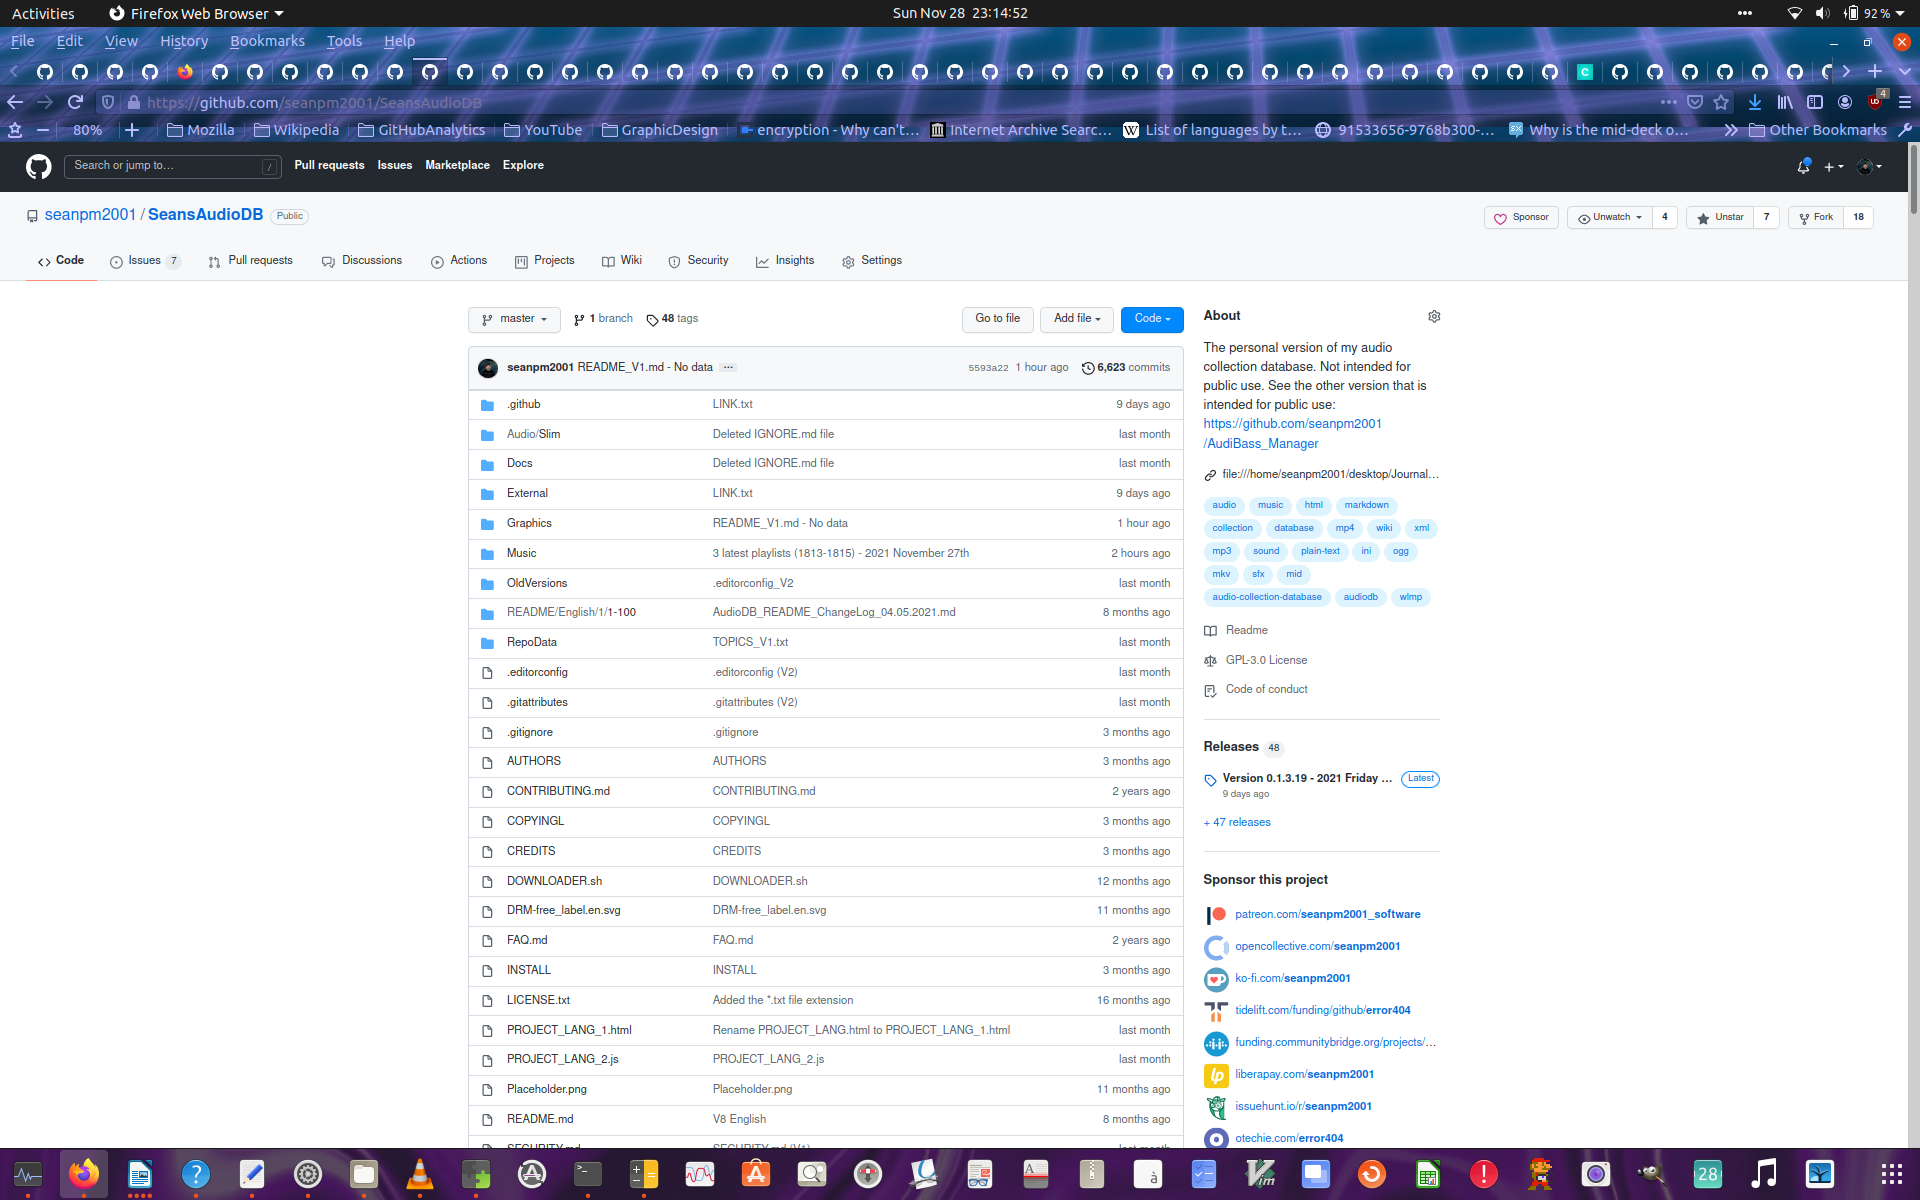 Activities Firefox Web Browser Sun Nov 28 23:14:52 92 %
File Edit View History Bookmarks Tools Help
https://github.com/seanpm2001/SeansAudioDB 4
80% Mozilla Wikipedia GitHubAnalytics YouTube GraphicDesign encryption - Why can't… Internet Archive Searc… List of languages by t… 91533656-9768b300-… Why is the mid-deck o… Other Bookmarks
Search or jump to… / Pull requests Issues Marketplace Explore
seanpm2001 / SeansAudioDB Public Sponsor Unwatch 4 Unstar 7 Fork 18
Code Issues 7 Pull requests Discussions Actions Projects Wiki Security Insights Settings
master 1 branch 48 tags Go to file Add file Code
seanpm2001 README_V1.md - No data ... 5593a22 1 hour ago 6,623 commits
.github LINK.txt 9 days ago
Audio/Slim Deleted IGNORE.md file last month
Docs Deleted IGNORE.md file last month
External LINK.txt 9 days ago
Graphics README_V1.md - No data 1 hour ago
Music 3 latest playlists (1813-1815) - 2021 November 27th 2 hours ago
OldVersions .editorconfig_V2 last month
README/English/1/1-100 AudioDB_README_ChangeLog_04.05.2021.md 8 months ago
RepoData TOPICS_V1.txt last month
.editorconfig .editorconfig (V2) last month
.gitattributes .gitattributes (V2) last month
.gitignore .gitignore 3 months ago
AUTHORS AUTHORS 3 months ago
CONTRIBUTING.md CONTRIBUTING.md 2 years ago
COPYINGL COPYINGL 3 months ago
CREDITS CREDITS 3 months ago
DOWNLOADER.sh DOWNLOADER.sh 12 months ago
DRM-free_label.en.svg DRM-free_label.en.svg 11 months ago
FAQ.md FAQ.md 2 years ago
INSTALL INSTALL 3 months ago
LICENSE.txt Added the *.txt file extension 16 months ago
PROJECT_LANG_1.html Rename PROJECT_LANG.html to PROJECT_LANG_1.html last month
PROJECT_LANG_2.js PROJECT_LANG_2.js last month
Placeholder.png Placeholder.png 11 months ago
README.md V8 English 8 months ago
SECURITY.md SECURITY.md (V1) last month
About
The personal version of my audio
collection database. Not intended for
public use. See the other version that is
intended for public use:
https://github.com/seanpm2001
/AudiBass_Manager
file:///home/seanpm2001/desktop/Journal…
audio music html markdown
collection database mp4 wiki xml
mp3 sound plain-text ini ogg
mkv sfx mid
audio-collection-database audiodb wlmp
Readme
GPL-3.0 License
Code of conduct
Releases 48
Version 0.1.3.19 - 2021 Friday … Latest
9 days ago
+ 47 releases
Sponsor this project
patreon.com/seanpm2001_software
opencollective.com/seanpm2001
ko-fi.com/seanpm2001
tidelift.com/funding/github/error404
funding.communitybridge.org/projects/…
liberapay.com/seanpm2001
issuehunt.io/r/seanpm2001
otechie.com/error404
28